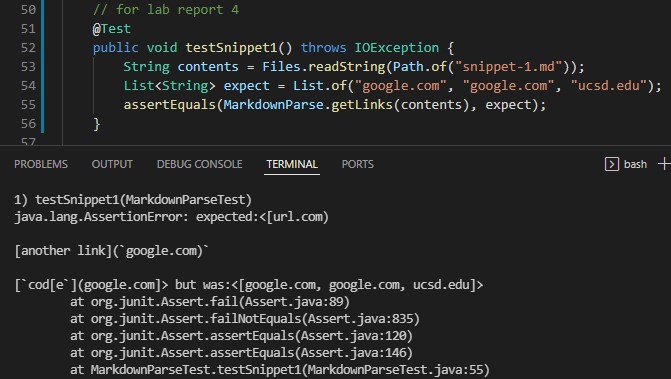 50 // for lab report 4
51 @Test
52 public void testSnippet1() throws IOException {
53 String contents = Files.readString(Path.of("snippet-1.md"));
54 List<String> expect = List.of("google.com", "google.com", "ucsd.edu");
55 assertEquals(MarkdownParse.getLinks(contents), expect);
56 }
57
PROBLEMS OUTPUT DEBUG CONSOLE TERMINAL PORTS bash
1) testSnippet1(MarkdownParseTest)
java.lang.AssertionError: expected:<[url.com)
[another link](`google.com)`
[`cod[e`](google.com]> but was:<[google.com, google.com, ucsd.edu]>
at org.junit.Assert.fail(Assert.java:89)
at org.junit.Assert.failNotEquals(Assert.java:835)
at org.junit.Assert.assertEquals(Assert.java:120)
at org.junit.Assert.assertEquals(Assert.java:146)
at MarkdownParseTest.testSnippet1(MarkdownParseTest.java:55)